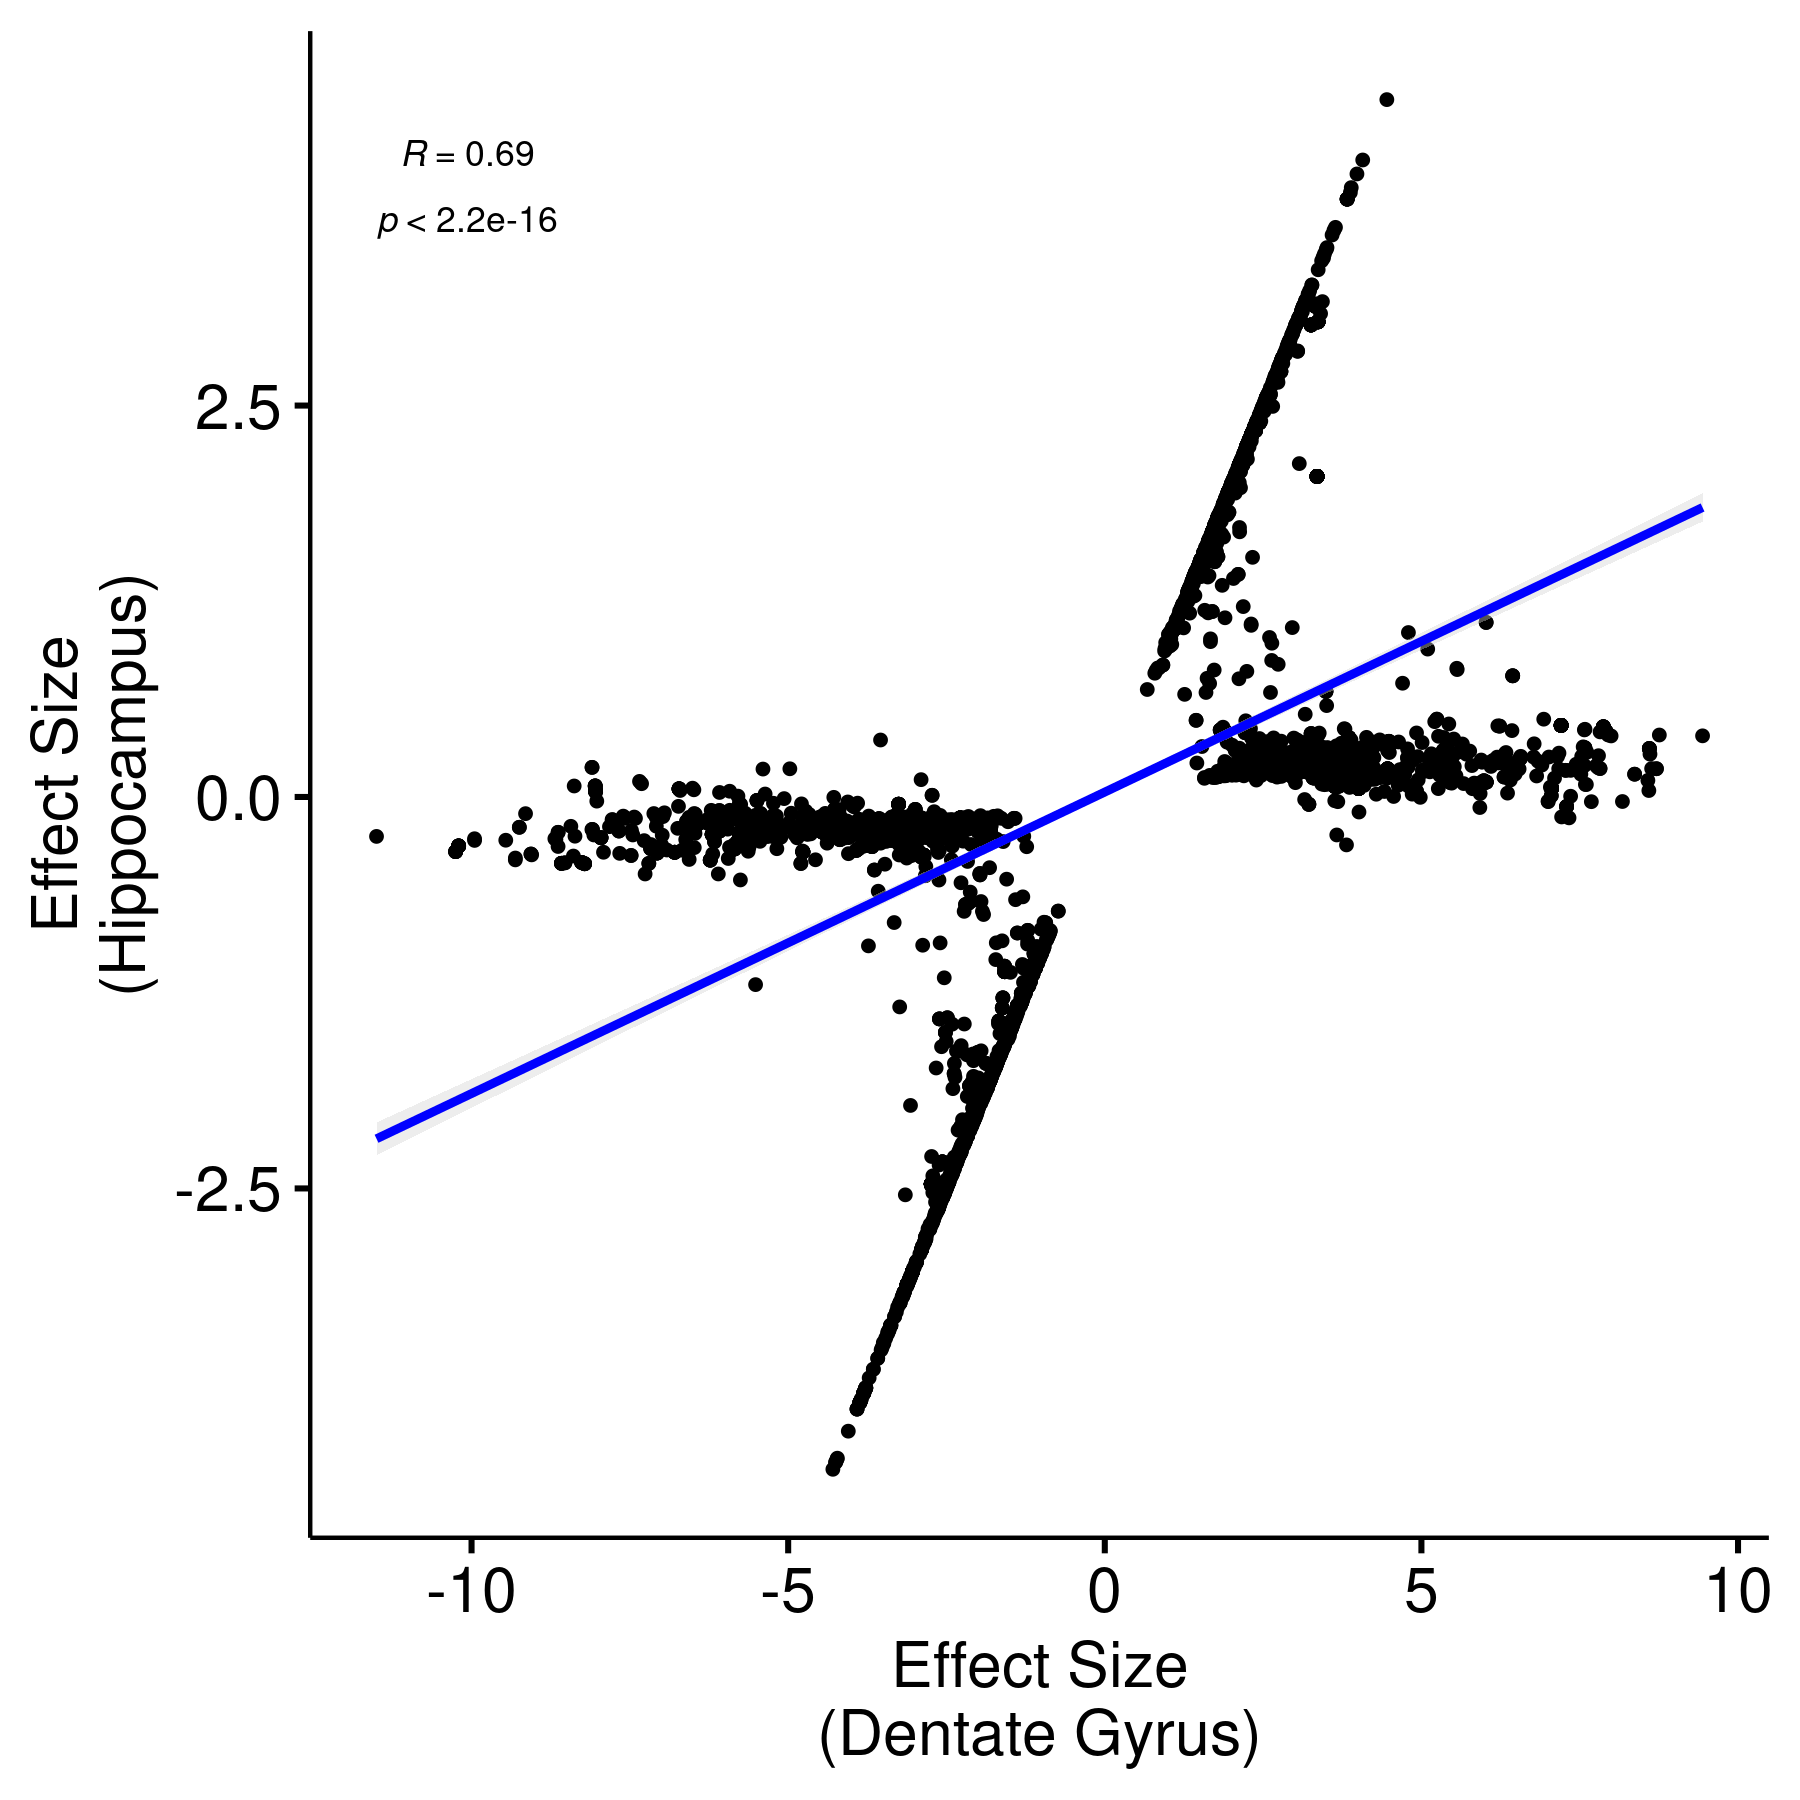 R = 0.69
p < 2.2e-16
2.5
0.0
-2.5
Effect Size
(Hippocampus)
-10
-5
0
5
10
Effect Size
(Dentate Gyrus)